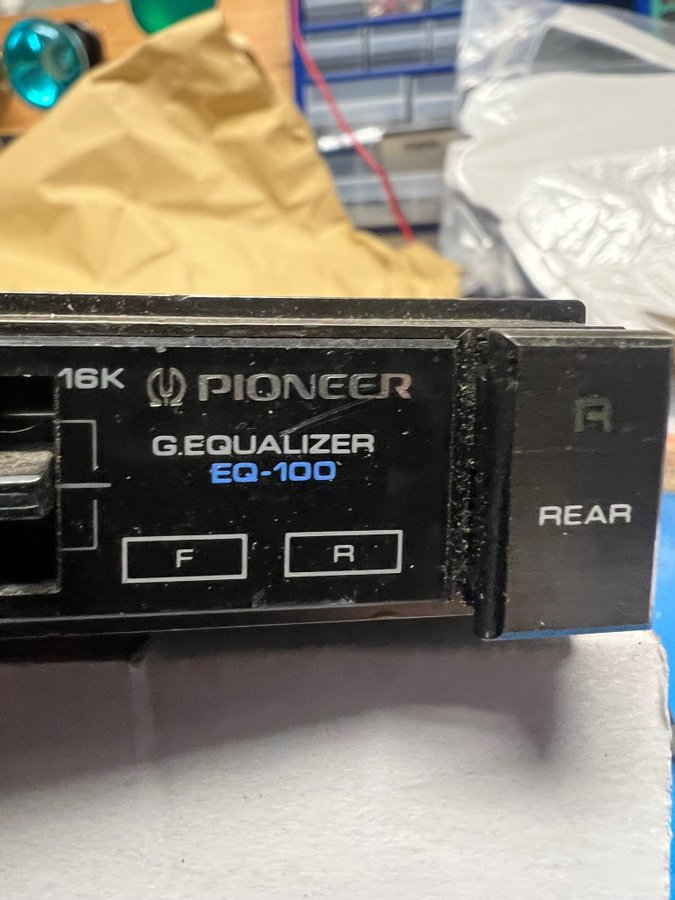 16K PIONEER
G.EQUALIZER
EQ-100
F R
R
REAR